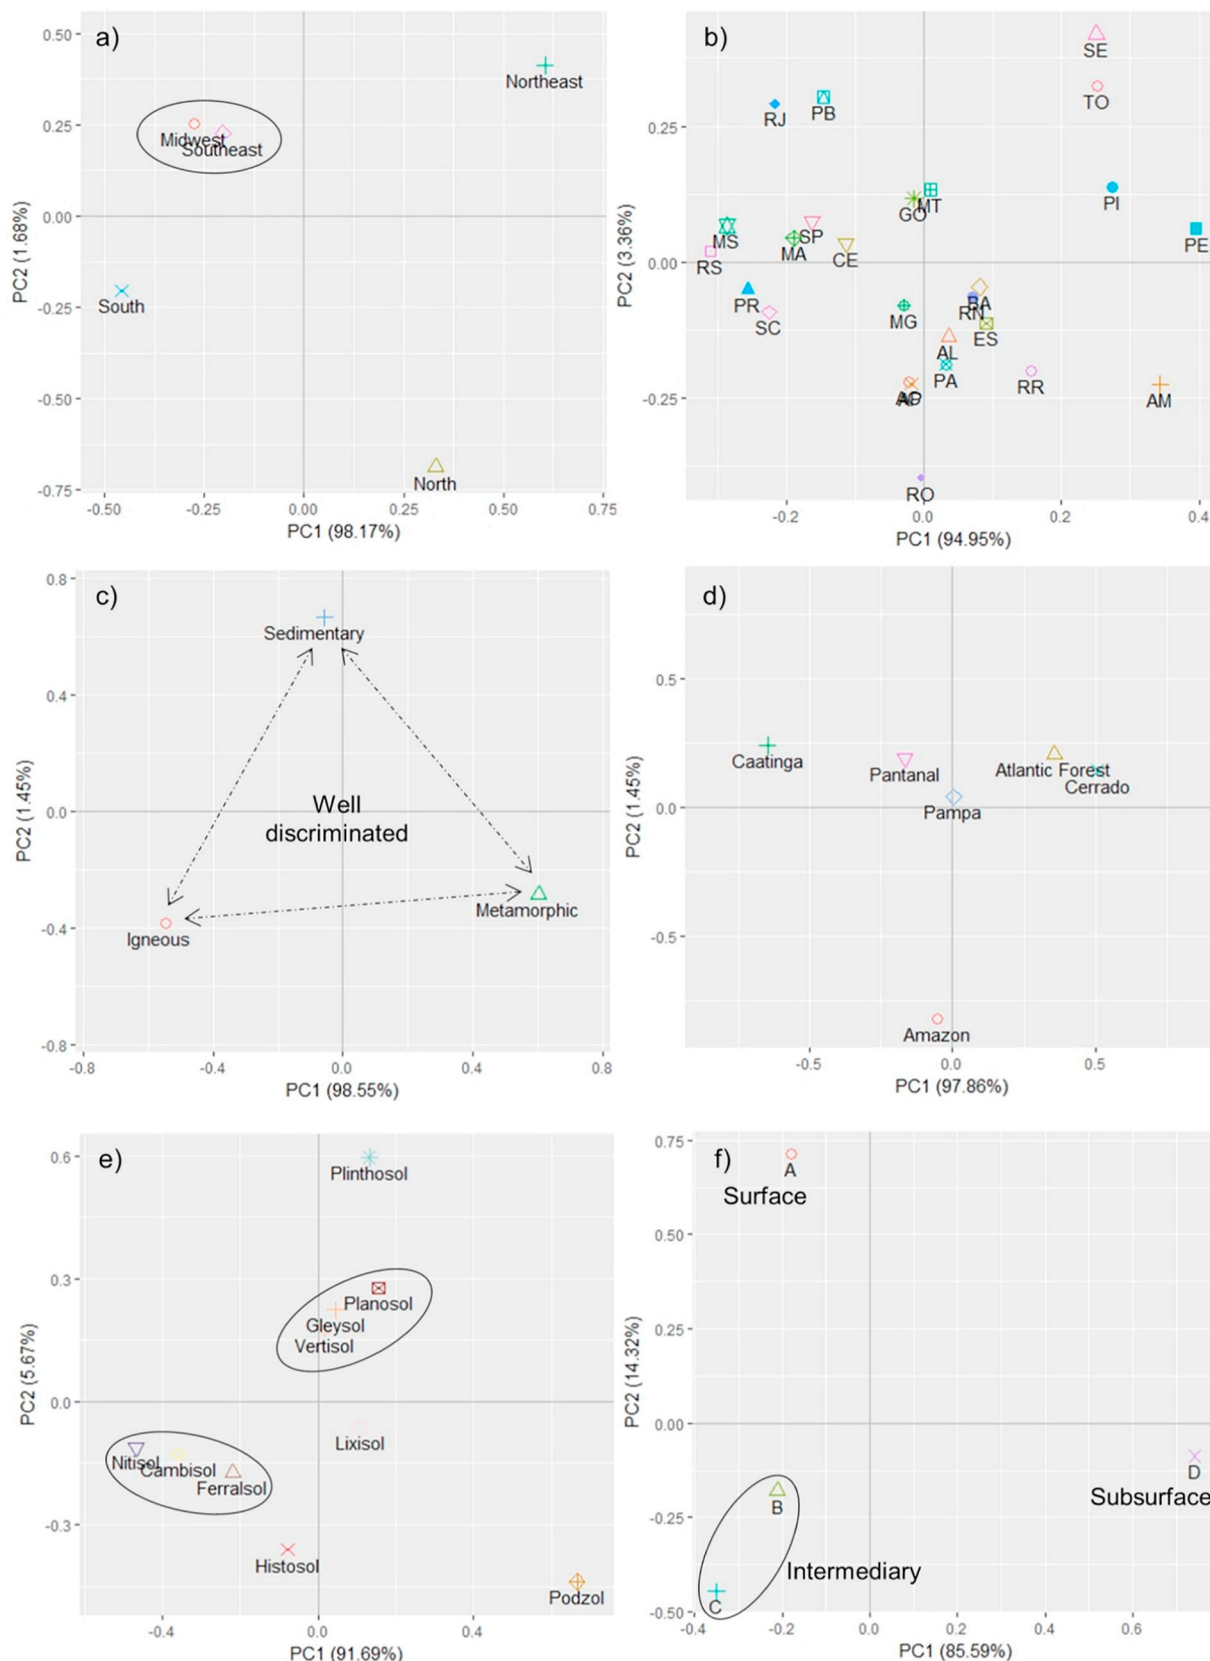 a)
0.50
0.25
0.00
-0.25
-0.50
-0.75
PC2 (1.68%)
Northeast
Midwest
Southeast
South
North
-0.50
-0.25
0.00
0.25
0.50
0.75
PC1 (98.17%)
b)
0.25
0.00
-0.25
PC2 (3.36%)
SE
TO
RJ
PB
PI
GO
MT
PE
MS
SP
MA
CE
RS
PR
SC
MG
BA
RN
ES
AL
PA
RR
AM
RO
-0.2
0.0
0.2
0.4
PC1 (94.95%)
c)
0.8
0.4
0.0
-0.4
-0.8
PC2 (1.45%)
Sedimentary
Well
discriminated
Metamorphic
Igneous
-0.8
-0.4
0.0
0.4
0.8
PC1 (98.55%)
d)
0.5
0.0
-0.5
PC2 (1.45%)
Caatinga
Pantanal
Atlantic Forest
Cerrado
Pampa
Amazon
-0.5
0.0
0.5
PC1 (97.86%)
e)
0.6
0.3
0.0
-0.3
PC2 (5.67%)
Plinthosol
Planosol
Gleysol
Vertisol
Lixisol
Nitisol
Cambisol
Ferralsol
Histosol
Podzol
-0.4
0.0
0.4
PC1 (91.69%)
f)
0.75
0.50
0.25
0.00
-0.25
-0.50
PC2 (14.32%)
A
Surface
D
Subsurface
B
Intermediary
C
-0.4
-0.2
0.0
0.2
0.4
0.6
PC1 (85.59%)